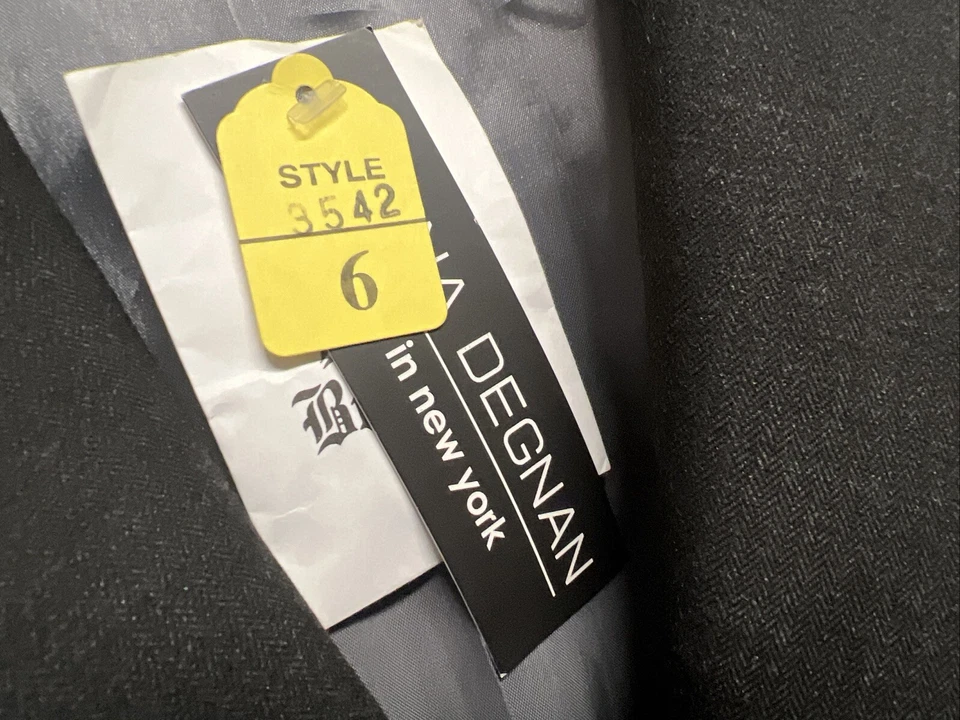 STYLE
3542
6
DEGNAN
in new york
B